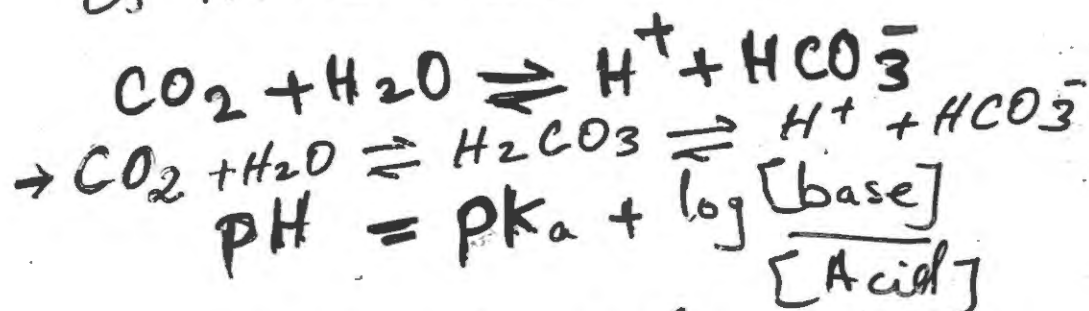 CO₂ + H₂O ⇌ H⁺ + HCO₃⁻
→ CO₂ + H₂O ⇌ H₂CO₃ ⇌ H⁺ + HCO₃⁻
pH = pKₐ + log [base]/[Acid]